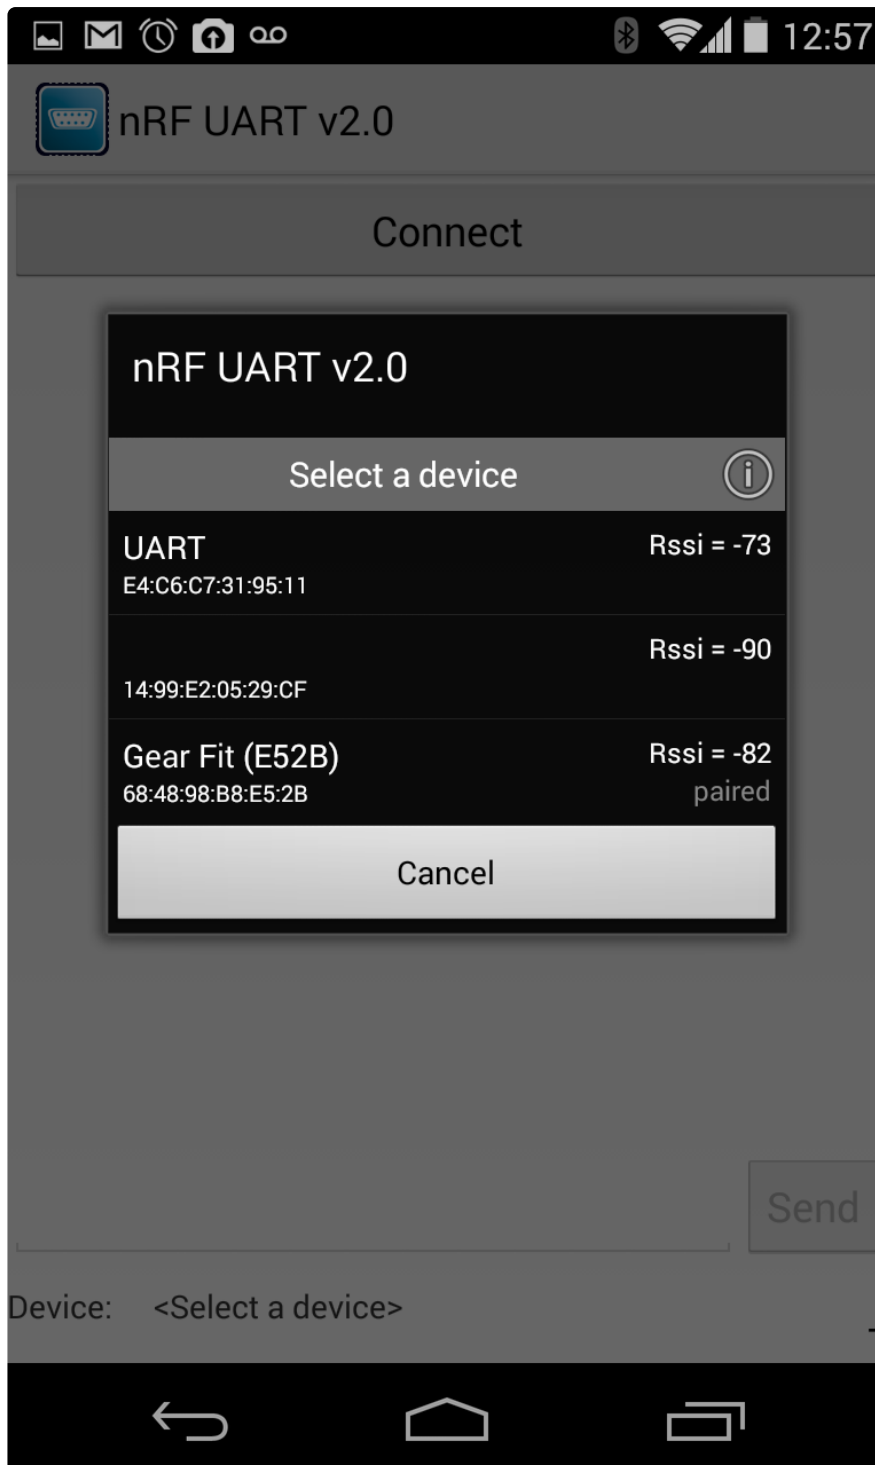 12:57
nRF UART v2.0
Connect
nRF UART v2.0
Select a device
UART Rssi = -73
E4:C6:C7:31:95:11
Rssi = -90
14:99:E2:05:29:CF
Gear Fit (E52B) Rssi = -82
68:48:98:B8:E5:2B paired
Cancel
Send
Device: <Select a device>